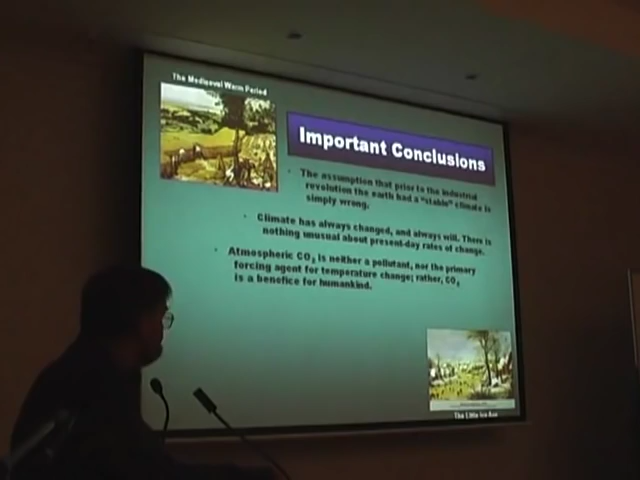 The Mediaeval Warm Period
Important Conclusions
The assumption that prior to the industrial
revolution the earth had a "stable" climate is
simply wrong.
Climate has always changed, and always will. There is
nothing unusual about present-day rates of change.
Atmospheric CO₂ is neither a pollutant, nor the primary
forcing agent for temperature change; rather, CO₂
is a benefice for humankind.
The Little Ice Age